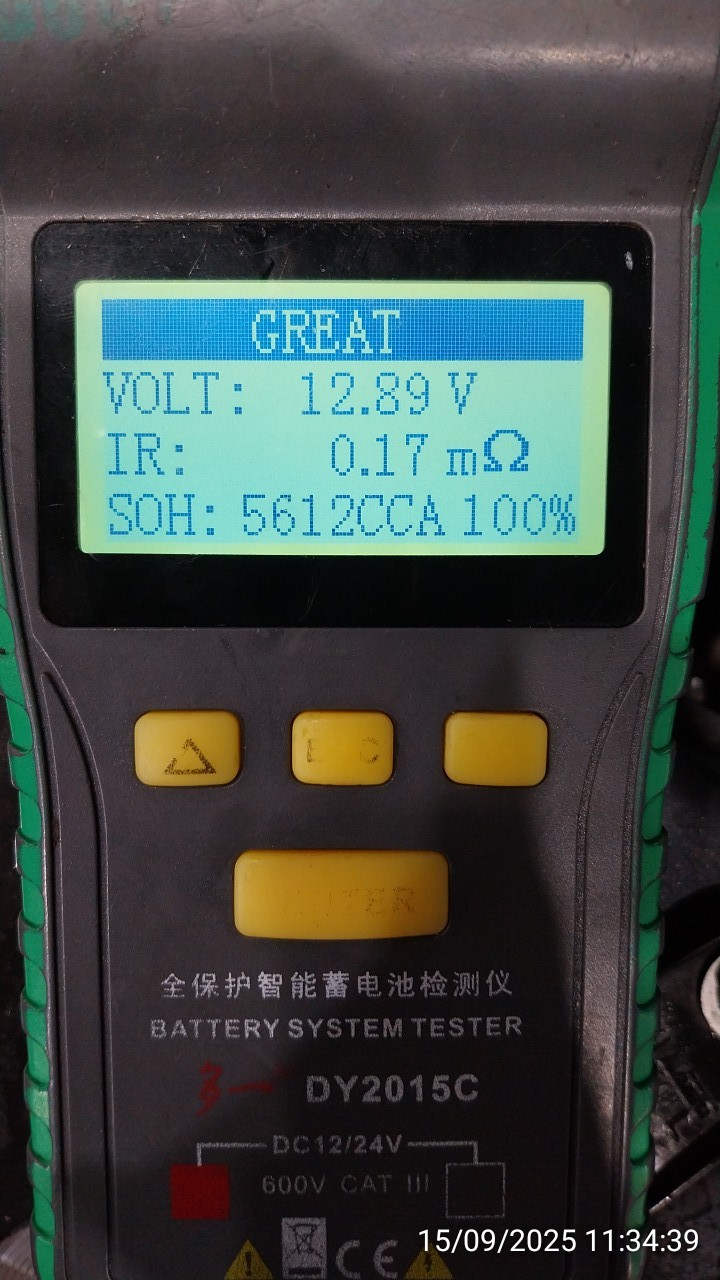 GREAT
VOLT: 12.89 V
IR: 0.17 mΩ
SOH: 5612CCA 100%
全保护智能蓄电池检测仪
BATTERY SYSTEM TESTER
DY2015C
DC12/24V
600V CAT III
CE
15/09/2025 11:34:39